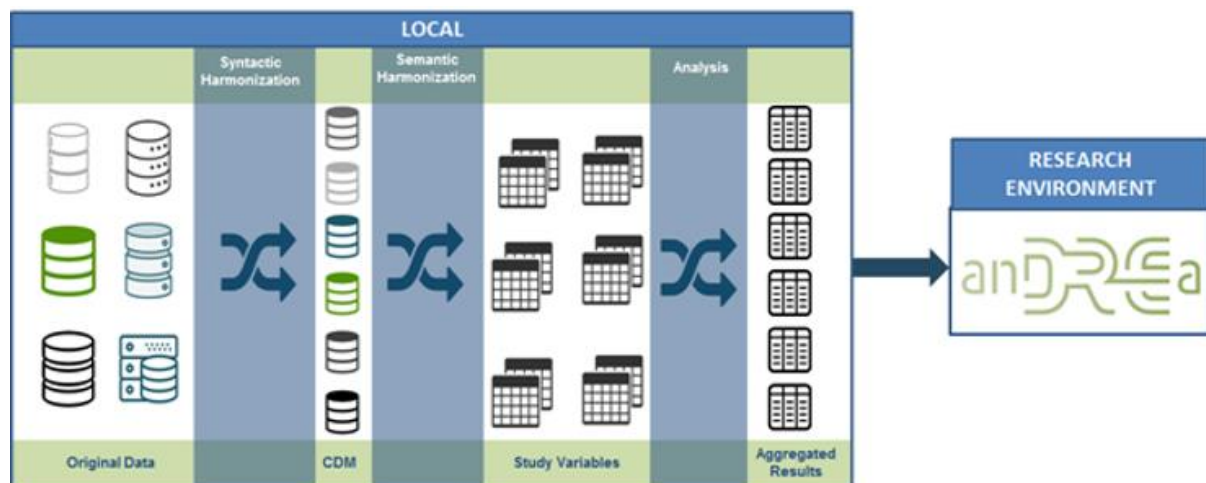 LOCAL
Syntactic
Harmonization
Semantic
Harmonization
Analysis
RESEARCH
ENVIRONMENT
anDREa
Original Data
CDM
Study Variables
Aggregated
Results